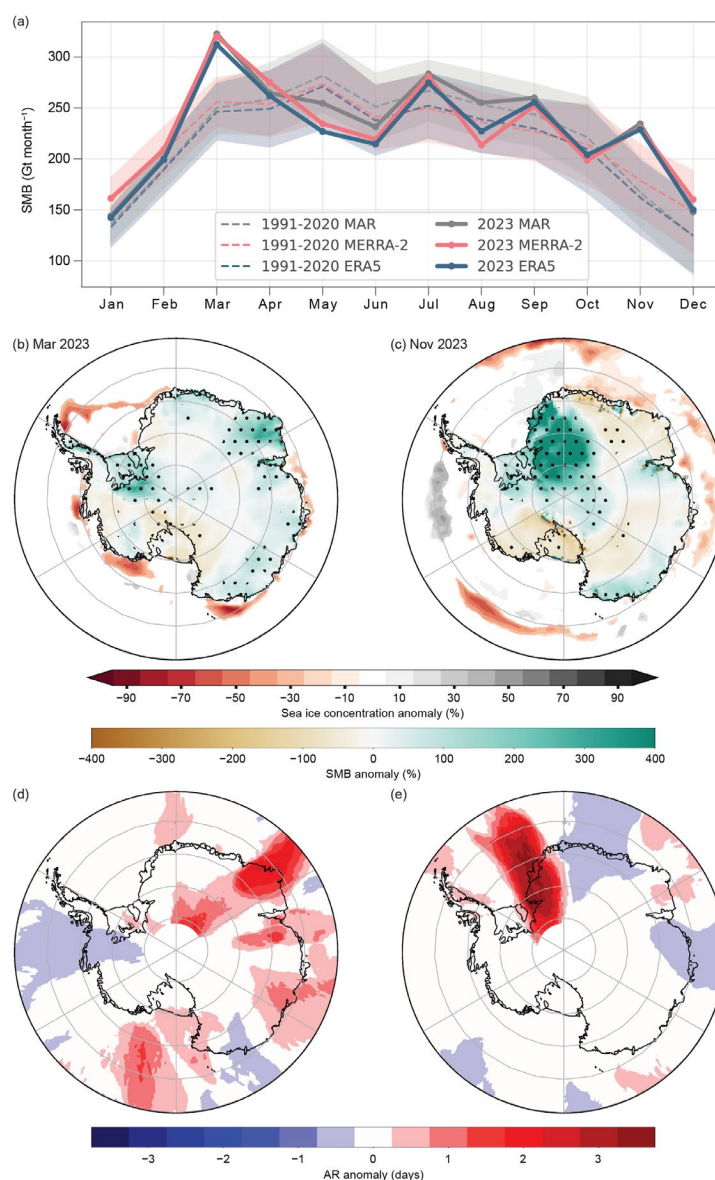 (a)
300
250
200
150
100
SMB (Gt month⁻¹)
1991-2020 MAR
1991-2020 MERRA-2
1991-2020 ERA5
2023 MAR
2023 MERRA-2
2023 ERA5
Jan Feb Mar Apr May Jun Jul Aug Sep Oct Nov Dec
(b) Mar 2023
(c) Nov 2023
−90 −70 −50 −30 −10 10 30 50 70 90
Sea ice concentration anomaly (%)
−400 −300 −200 −100 0 100 200 300 400
SMB anomaly (%)
(d)
(e)
−3 −2 −1 0 1 2 3
AR anomaly (days)